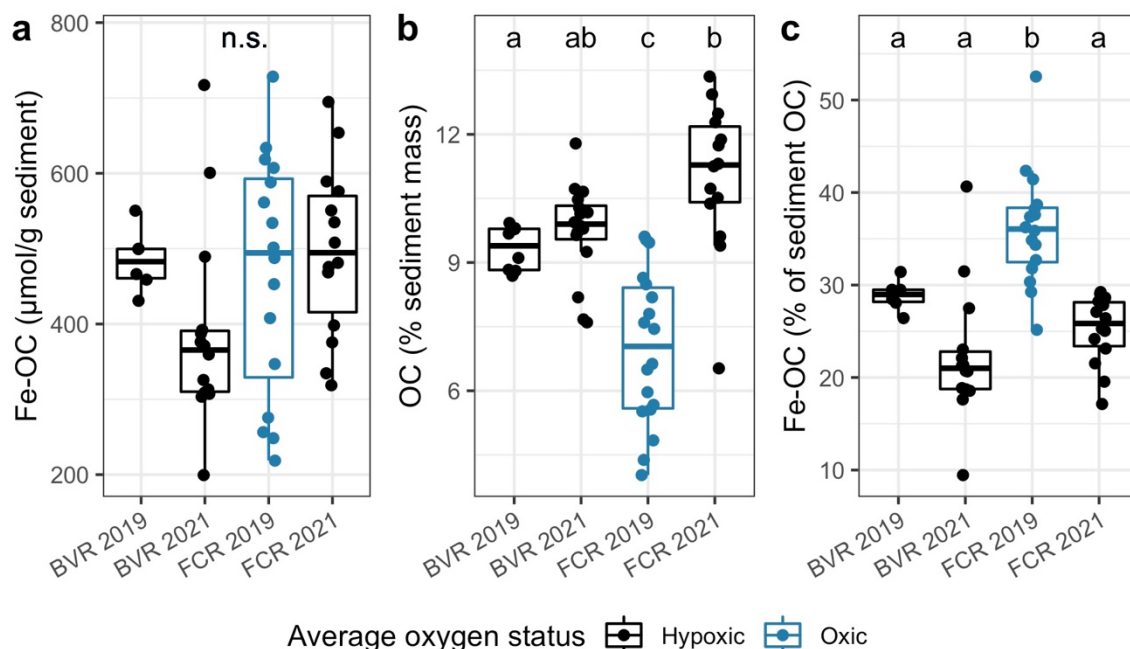 a
Fe-OC (µmol/g sediment)
800
600
400
200
n.s.
BVR 2019
BVR 2021
FCR 2019
FCR 2021
b
OC (% sediment mass)
12
9
6
a ab c b
BVR 2019
BVR 2021
FCR 2019
FCR 2021
c
Fe-OC (% of sediment OC)
50
40
30
20
10
a a b a
BVR 2019
BVR 2021
FCR 2019
FCR 2021
Average oxygen status Hypoxic Oxic